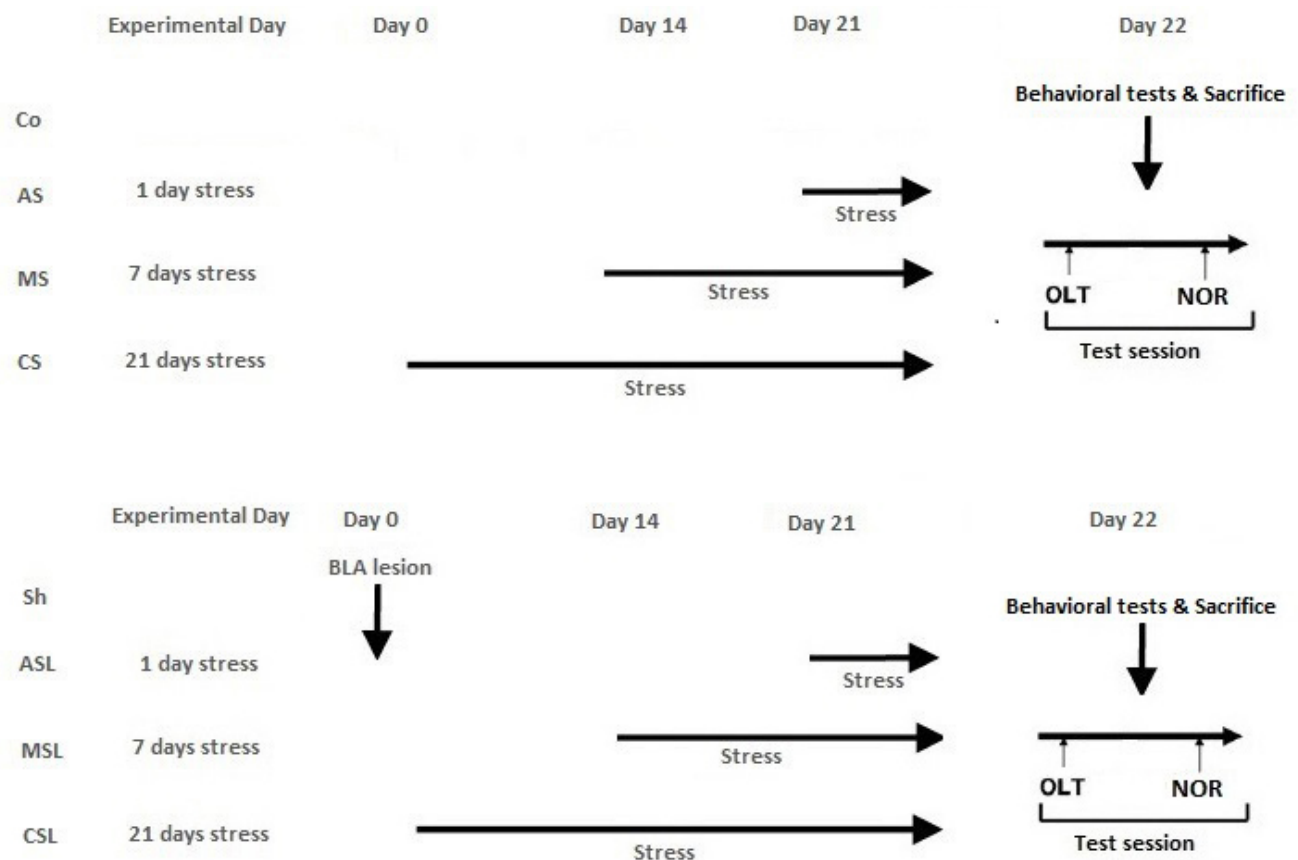 Experimental Day Day 0 Day 14 Day 21 Day 22
Behavioral tests & Sacrifice
Co
AS 1 day stress
Stress
MS 7 days stress
Stress
OLT NOR
CS 21 days stress
Test session
Stress
Experimental Day Day 0 Day 14 Day 21 Day 22
BLA lesion
Sh
Behavioral tests & Sacrifice
ASL 1 day stress
Stress
MSL 7 days stress
Stress
OLT NOR
CSL 21 days stress
Test session
Stress